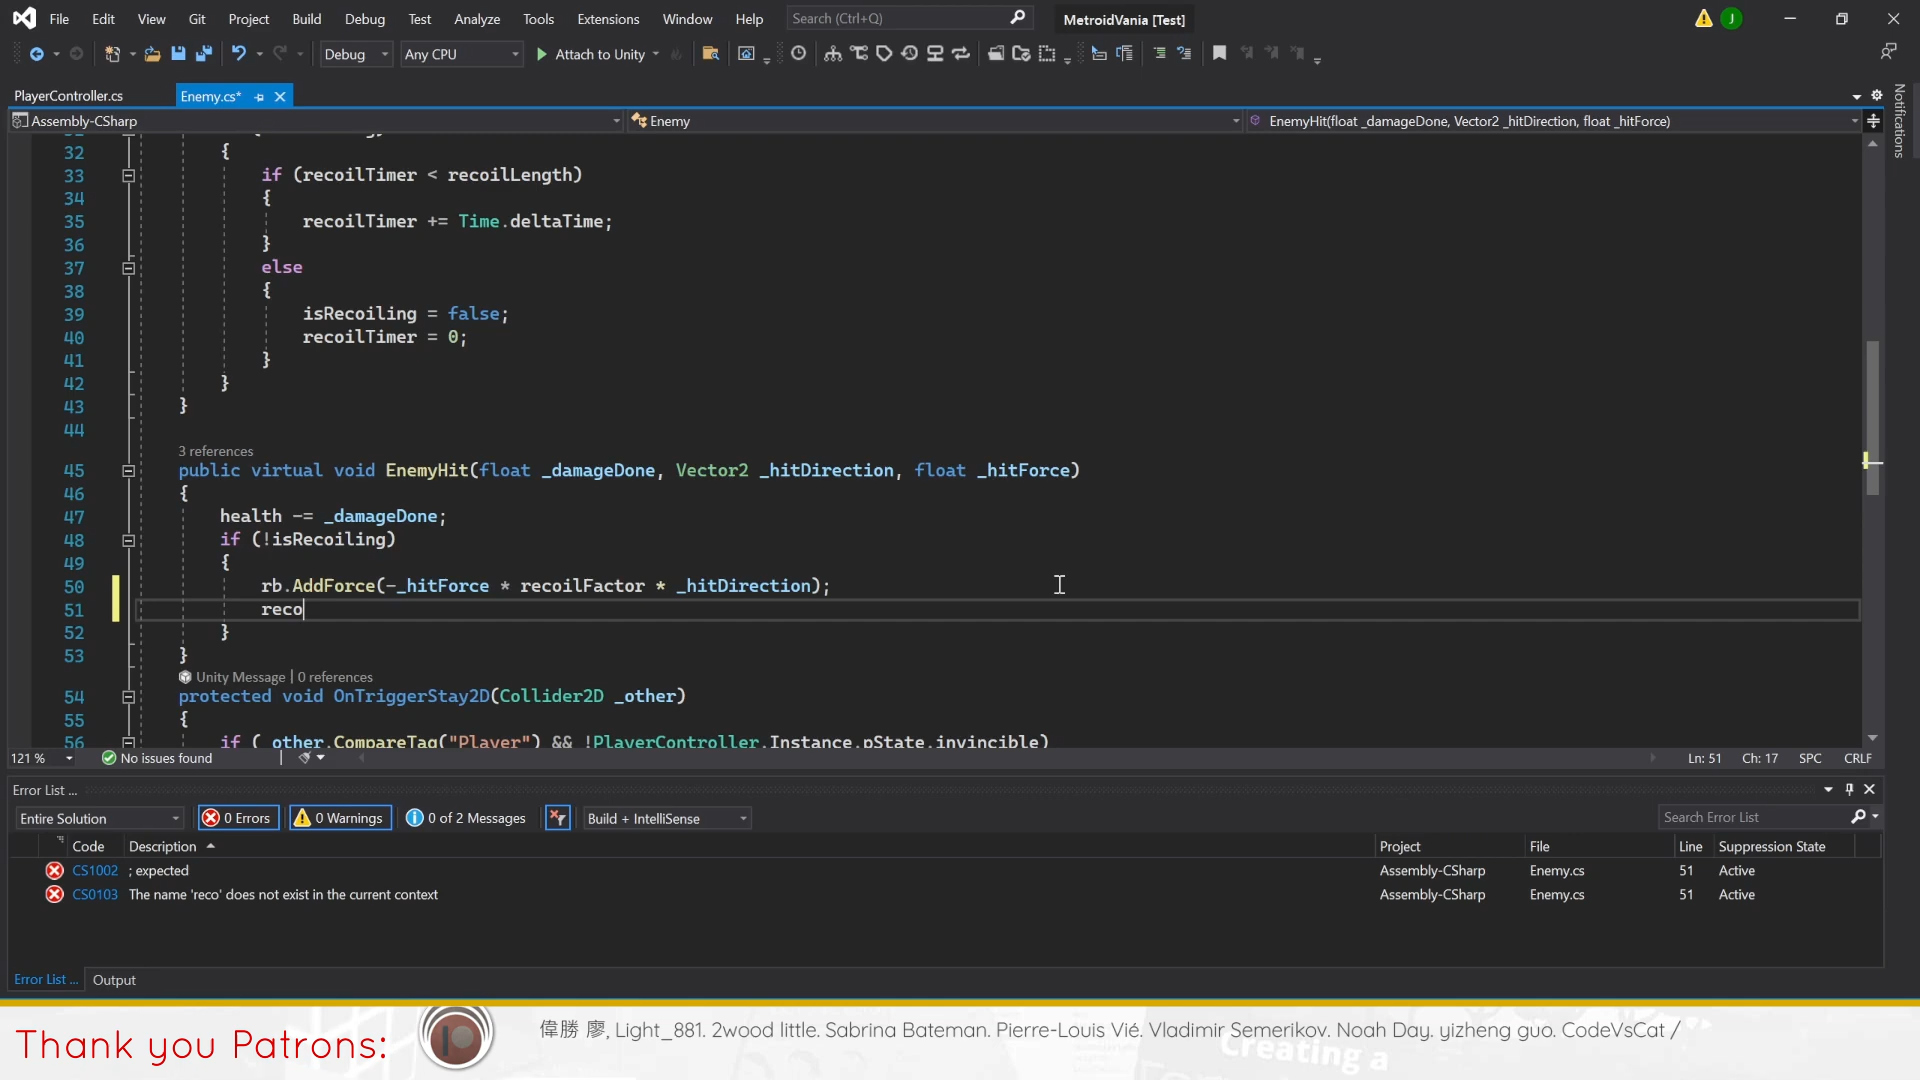 File Edit View Git Project Build Debug Test Analyze Tools Extensions Window Help Search (Ctrl+Q) MetroidVania [Test] J
Debug Any CPU Attach to Unity
PlayerController.cs Enemy.cs*
Assembly-CSharp Enemy EnemyHit(float _damageDone, Vector2 _hitDirection, float _hitForce)
Notifications
32 {
33 if (recoilTimer < recoilLength)
34 {
35 recoilTimer += Time.deltaTime;
36 }
37 else
38 {
39 isRecoiling = false;
40 recoilTimer = 0;
41 }
42 }
43 }
44
3 references
45 public virtual void EnemyHit(float _damageDone, Vector2 _hitDirection, float _hitForce)
46 {
47 health -= _damageDone;
48 if (!isRecoiling)
49 {
50 rb.AddForce(-_hitForce * recoilFactor * _hitDirection);
51 reco
52 }
53 }
Unity Message | 0 references
54 protected void OnTriggerStay2D(Collider2D _other)
55 {
56 if (_other.CompareTag("Player") && !PlayerController.Instance.pState.invincible)
121 % No issues found Ln: 51 Ch: 17 SPC CRLF
Error List ...
Entire Solution 0 Errors 0 Warnings 0 of 2 Messages Build + IntelliSense Search Error List
Code Description Project File Line Suppression State
CS1002 ; expected Assembly-CSharp Enemy.cs 51 Active
CS0103 The name 'reco' does not exist in the current context Assembly-CSharp Enemy.cs 51 Active
Error List ... Output
Thank you Patrons: 偉勝 廖, Light_881. 2wood little. Sabrina Bateman. Pierre-Louis Vié. Vladimir Semerikov. Noah Day. yizheng guo. CodeVsCat /
Creating a